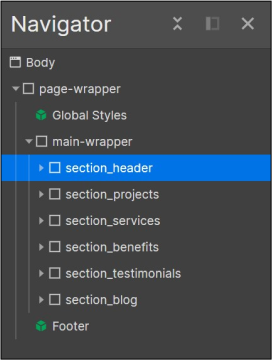 Navigator
Body
page-wrapper
Global Styles
main-wrapper
section_header
section_projects
section_services
section_benefits
section_testimonials
section_blog
Footer